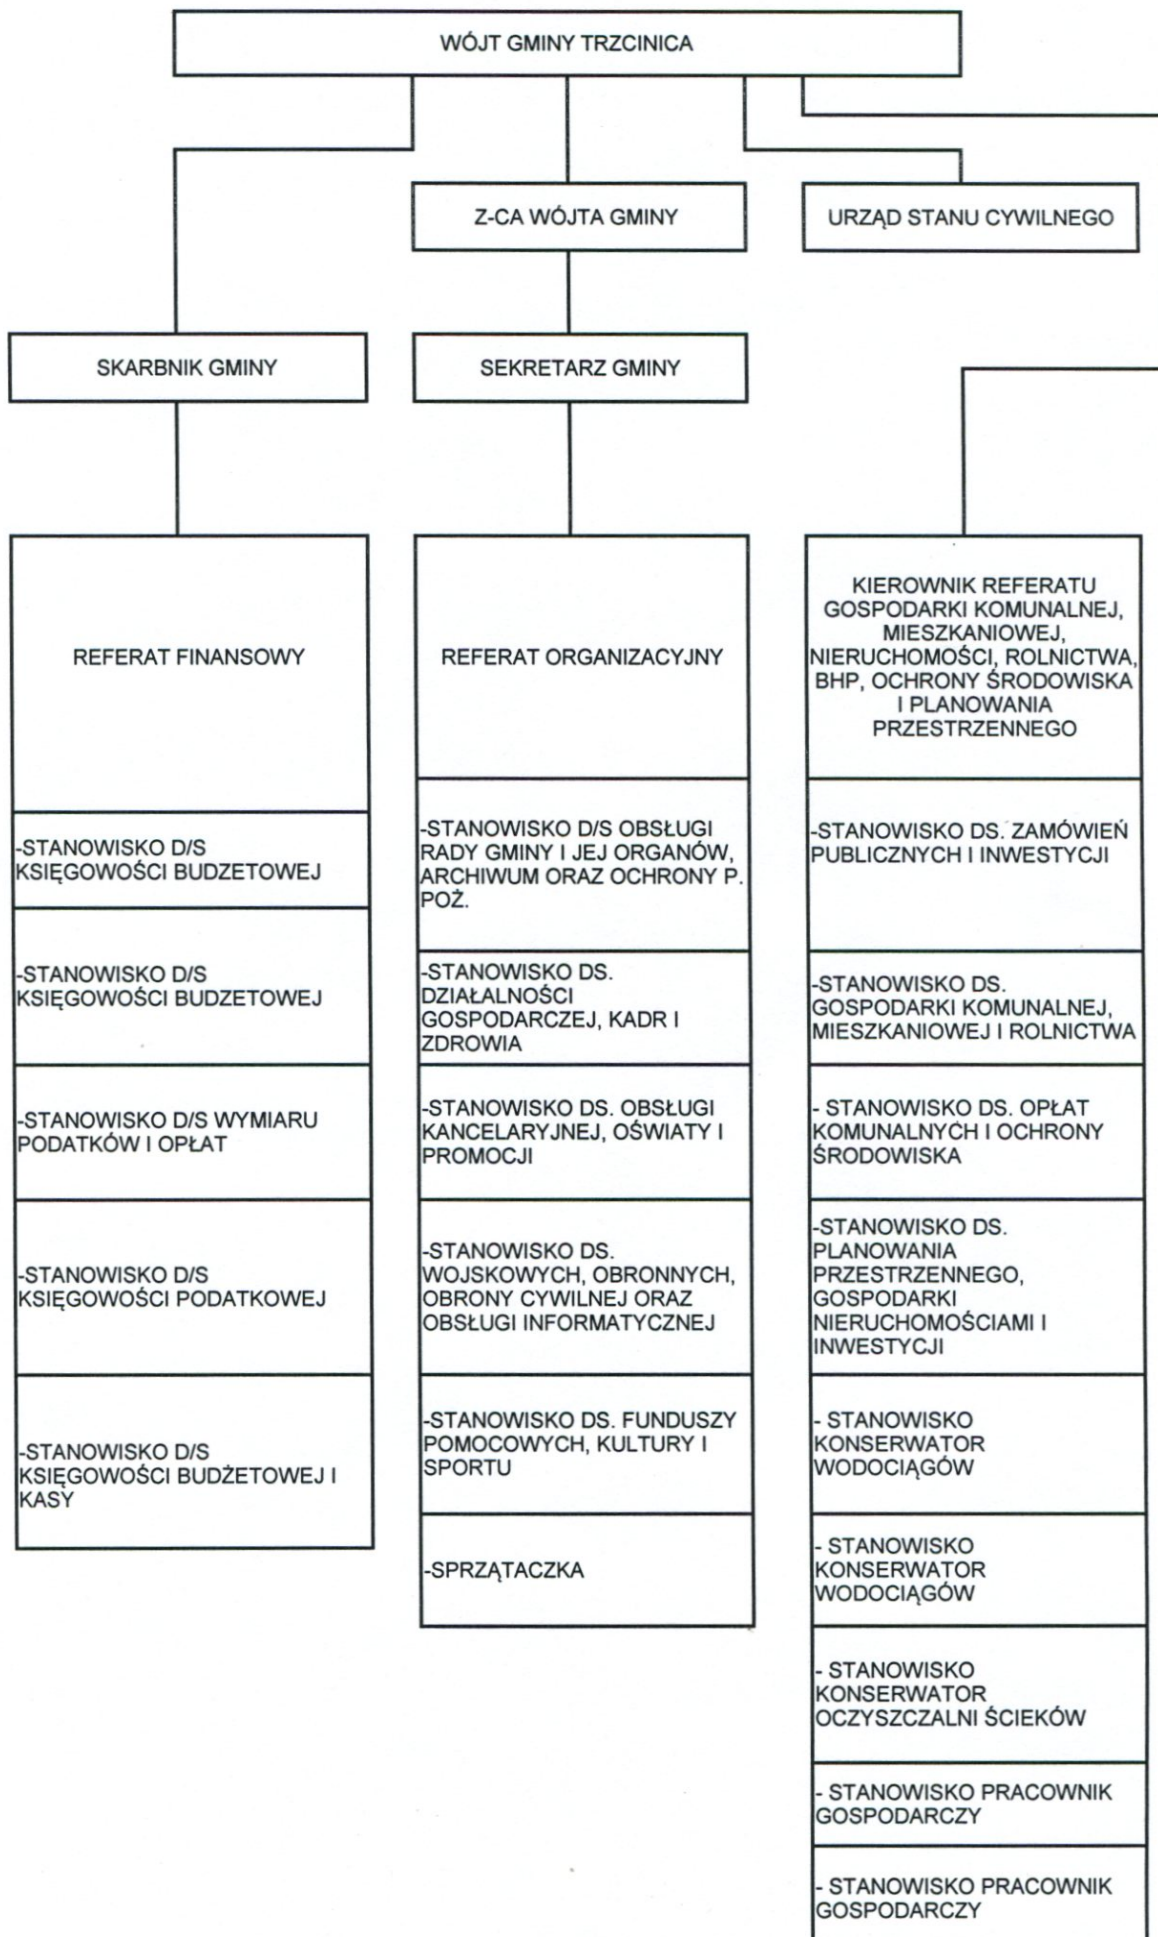 WÓJT GMINY TRZCINICA
Z-CA WÓJTA GMINY
URZĄD STANU CYWILNEGO
SKARBNIK GMINY
SEKRETARZ GMINY
REFERAT FINANSOWY
-STANOWISKO D/S
KSIĘGOWOŚCI BUDZETOWEJ
-STANOWISKO D/S
KSIĘGOWOŚCI BUDZETOWEJ
-STANOWISKO D/S WYMIARU
PODATKÓW I OPŁAT
-STANOWISKO D/S
KSIĘGOWOŚCI PODATKOWEJ
-STANOWISKO D/S
KSIĘGOWOŚCI BUDŻETOWEJ I
KASY
REFERAT ORGANIZACYJNY
-STANOWISKO D/S OBSŁUGI
RADY GMINY I JEJ ORGANÓW,
ARCHIWUM ORAZ OCHRONY P.
POŻ.
-STANOWISKO DS.
DZIAŁALNOŚCI
GOSPODARCZEJ, KADR I
ZDROWIA
-STANOWISKO DS. OBSŁUGI
KANCELARYJNEJ, OŚWIATY I
PROMOCJI
-STANOWISKO DS.
WOJSKOWYCH, OBRONNYCH,
OBRONY CYWILNEJ ORAZ
OBSŁUGI INFORMATYCZNEJ
-STANOWISKO DS. FUNDUSZY
POMOCOWYCH, KULTURY I
SPORTU
-SPRZĄTACZKA
KIEROWNIK REFERATU
GOSPODARKI KOMUNALNEJ,
MIESZKANIOWEJ,
NIERUCHOMOŚCI, ROLNICTWA,
BHP, OCHRONY ŚRODOWISKA
I PLANOWANIA
PRZESTRZENNEGO
-STANOWISKO DS. ZAMÓWIEŃ
PUBLICZNYCH I INWESTYCJI
-STANOWISKO DS.
GOSPODARKI KOMUNALNEJ,
MIESZKANIOWEJ I ROLNICTWA
- STANOWISKO DS. OPŁAT
KOMUNALNYCH I OCHRONY
ŚRODOWISKA
-STANOWISKO DS.
PLANOWANIA
PRZESTRZENNEGO,
GOSPODARKI
NIERUCHOMOŚCIAMI I
INWESTYCJI
- STANOWISKO
KONSERWATOR
WODOCIĄGÓW
- STANOWISKO
KONSERWATOR
WODOCIĄGÓW
- STANOWISKO
KONSERWATOR
OCZYSZCZALNI ŚCIEKÓW
- STANOWISKO PRACOWNIK
GOSPODARCZY
- STANOWISKO PRACOWNIK
GOSPODARCZY